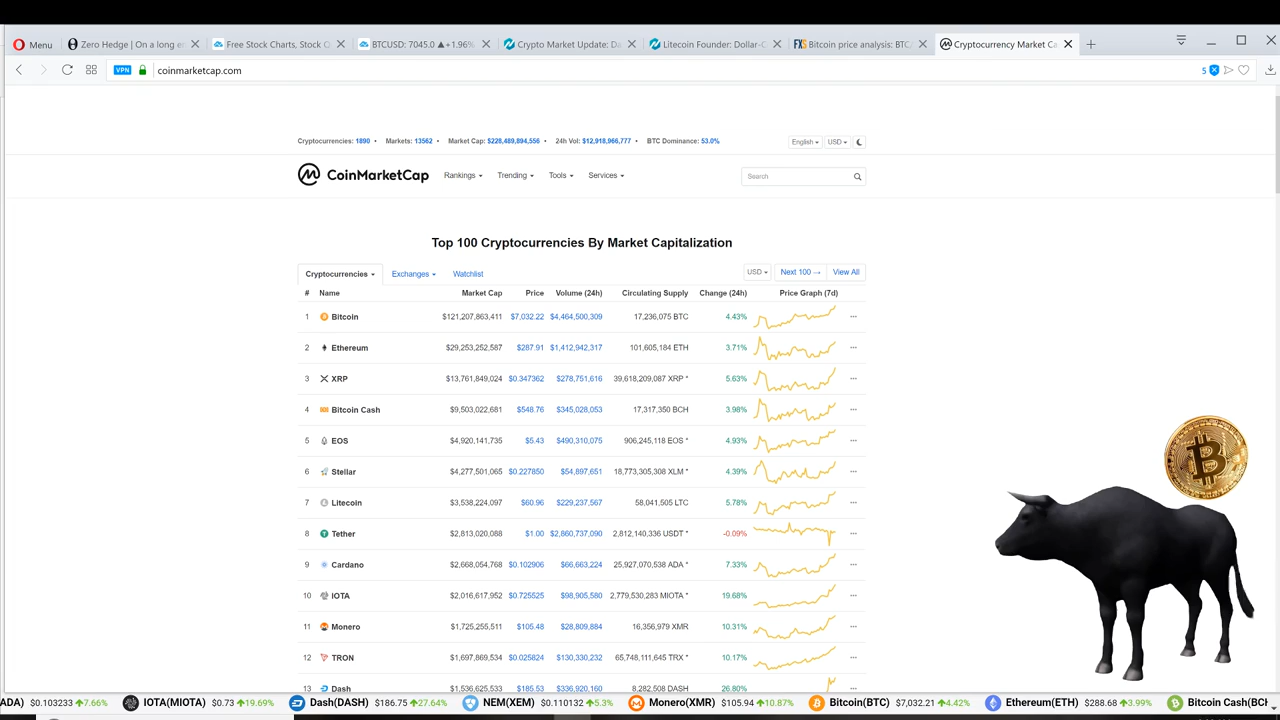 Menu
Zero Hedge | On a long e
Free Stock Charts, Stock Q
BTCUSD: 7045.0 ▲+1.96%
Crypto Market Update: Da
Litecoin Founder: Dollar-C
FXS Bitcoin price analysis: BTC
Cryptocurrency Market Ca
VPN coinmarketcap.com 5
Cryptocurrencies: 1890 • Markets: 13562 • Market Cap: $228,489,894,556 • 24h Vol: $12,918,966,777 • BTC Dominance: 53.0% English USD
CoinMarketCap Rankings Trending Tools Services Search
Top 100 Cryptocurrencies By Market Capitalization
Cryptocurrencies Exchanges Watchlist USD Next 100 → View All
# Name Market Cap Price Volume (24h) Circulating Supply Change (24h) Price Graph (7d)
1 Bitcoin $121,207,863,411 $7,032.22 $4,464,500,309 17,236,075 BTC 4.43%
2 Ethereum $29,253,252,587 $287.91 $1,412,942,317 101,605,184 ETH 3.71%
3 XRP $13,761,849,024 $0.347362 $278,751,616 39,618,209,087 XRP * 5.63%
4 Bitcoin Cash $9,503,022,681 $548.76 $345,028,053 17,317,350 BCH 3.98%
5 EOS $4,920,141,735 $5.43 $490,310,075 906,245,118 EOS * 4.93%
6 Stellar $4,277,501,065 $0.227850 $54,897,651 18,773,305,308 XLM * 4.39%
7 Litecoin $3,538,224,097 $60.96 $229,237,567 58,041,505 LTC 5.78%
8 Tether $2,813,020,088 $1.00 $2,860,737,090 2,812,140,336 USDT * -0.09%
9 Cardano $2,668,054,768 $0.102906 $66,663,224 25,927,070,538 ADA * 7.33%
10 IOTA $2,016,617,952 $0.725525 $98,905,580 2,779,530,283 MIOTA * 19.68%
11 Monero $1,725,255,511 $105.48 $28,809,884 16,356,979 XMR 10.31%
12 TRON $1,697,869,534 $0.025824 $130,330,232 65,748,111,645 TRX * 10.17%
13 Dash $1,536,625,533 $185.53 $336,920,160 8,282,508 DASH 26.80%
ADA) $0.103233 7.66% IOTA(MIOTA) $0.73 19.69% Dash(DASH) $186.75 27.64% NEM(XEM) $0.110132 5.3% Monero(XMR) $105.94 10.87% Bitcoin(BTC) $7,032.21 4.42% Ethereum(ETH) $288.68 3.99% Bitcoin Cash(BCH